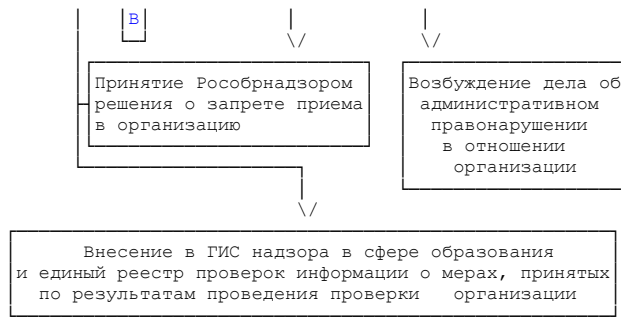 В
Принятие Рособрнадзором
решения о запрете приема
в организацию
Возбуждение дела об
административном
правонарушении
в отношении
организации
Внесение в ГИС надзора в сфере образования
и единый реестр проверок информации о мерах, принятых
по результатам проведения проверки организации